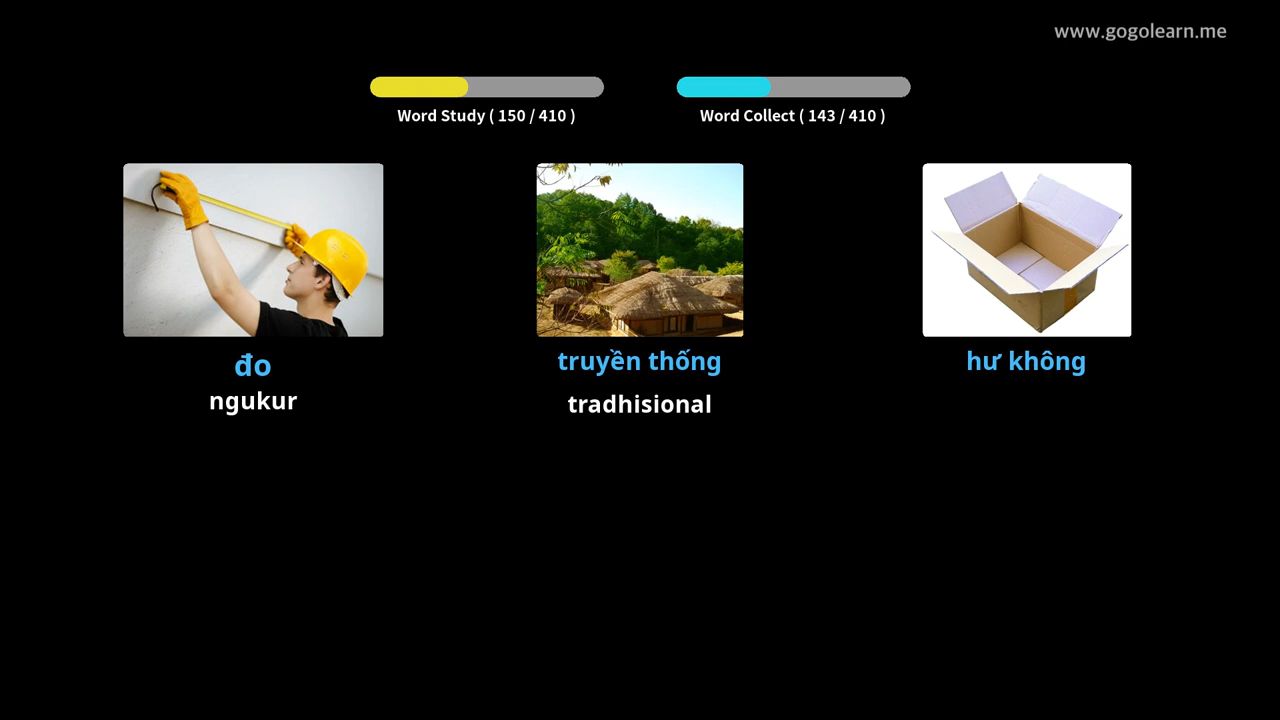 www.gogolearn.me
Word Study ( 150 / 410 )
Word Collect ( 143 / 410 )
đo
ngukur
truyền thống
tradhisional
hư không